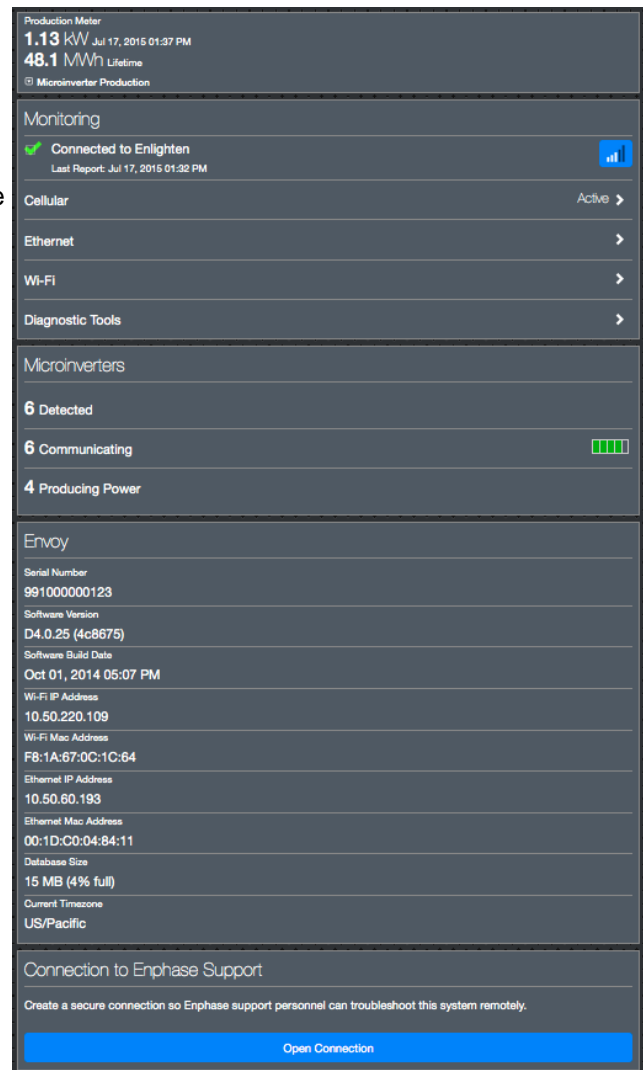 Production Meter
1.13 kW Jul 17, 2015 01:37 PM
48.1 MWh Lifetime
Microinverter Production
Monitoring
Connected to Enlighten
Last Report: Jul 17, 2015 01:32 PM
e
Cellular Active
Ethernet
Wi-Fi
Diagnostic Tools
Microinverters
6 Detected
6 Communicating
4 Producing Power
Envoy
Serial Number
991000000123
Software Version
D4.0.25 (4c8675)
Software Build Date
Oct 01, 2014 05:07 PM
Wi-Fi IP Address
10.50.220.109
Wi-Fi Mac Address
F8:1A:67:0C:1C:64
Ethernet IP Address
10.50.60.193
Ethernet Mac Address
00:1D:C0:04:84:11
Database Size
15 MB (4% full)
Current Timezone
US/Pacific
Connection to Enphase Support
Create a secure connection so Enphase support personnel can troubleshoot this system remotely.
Open Connection